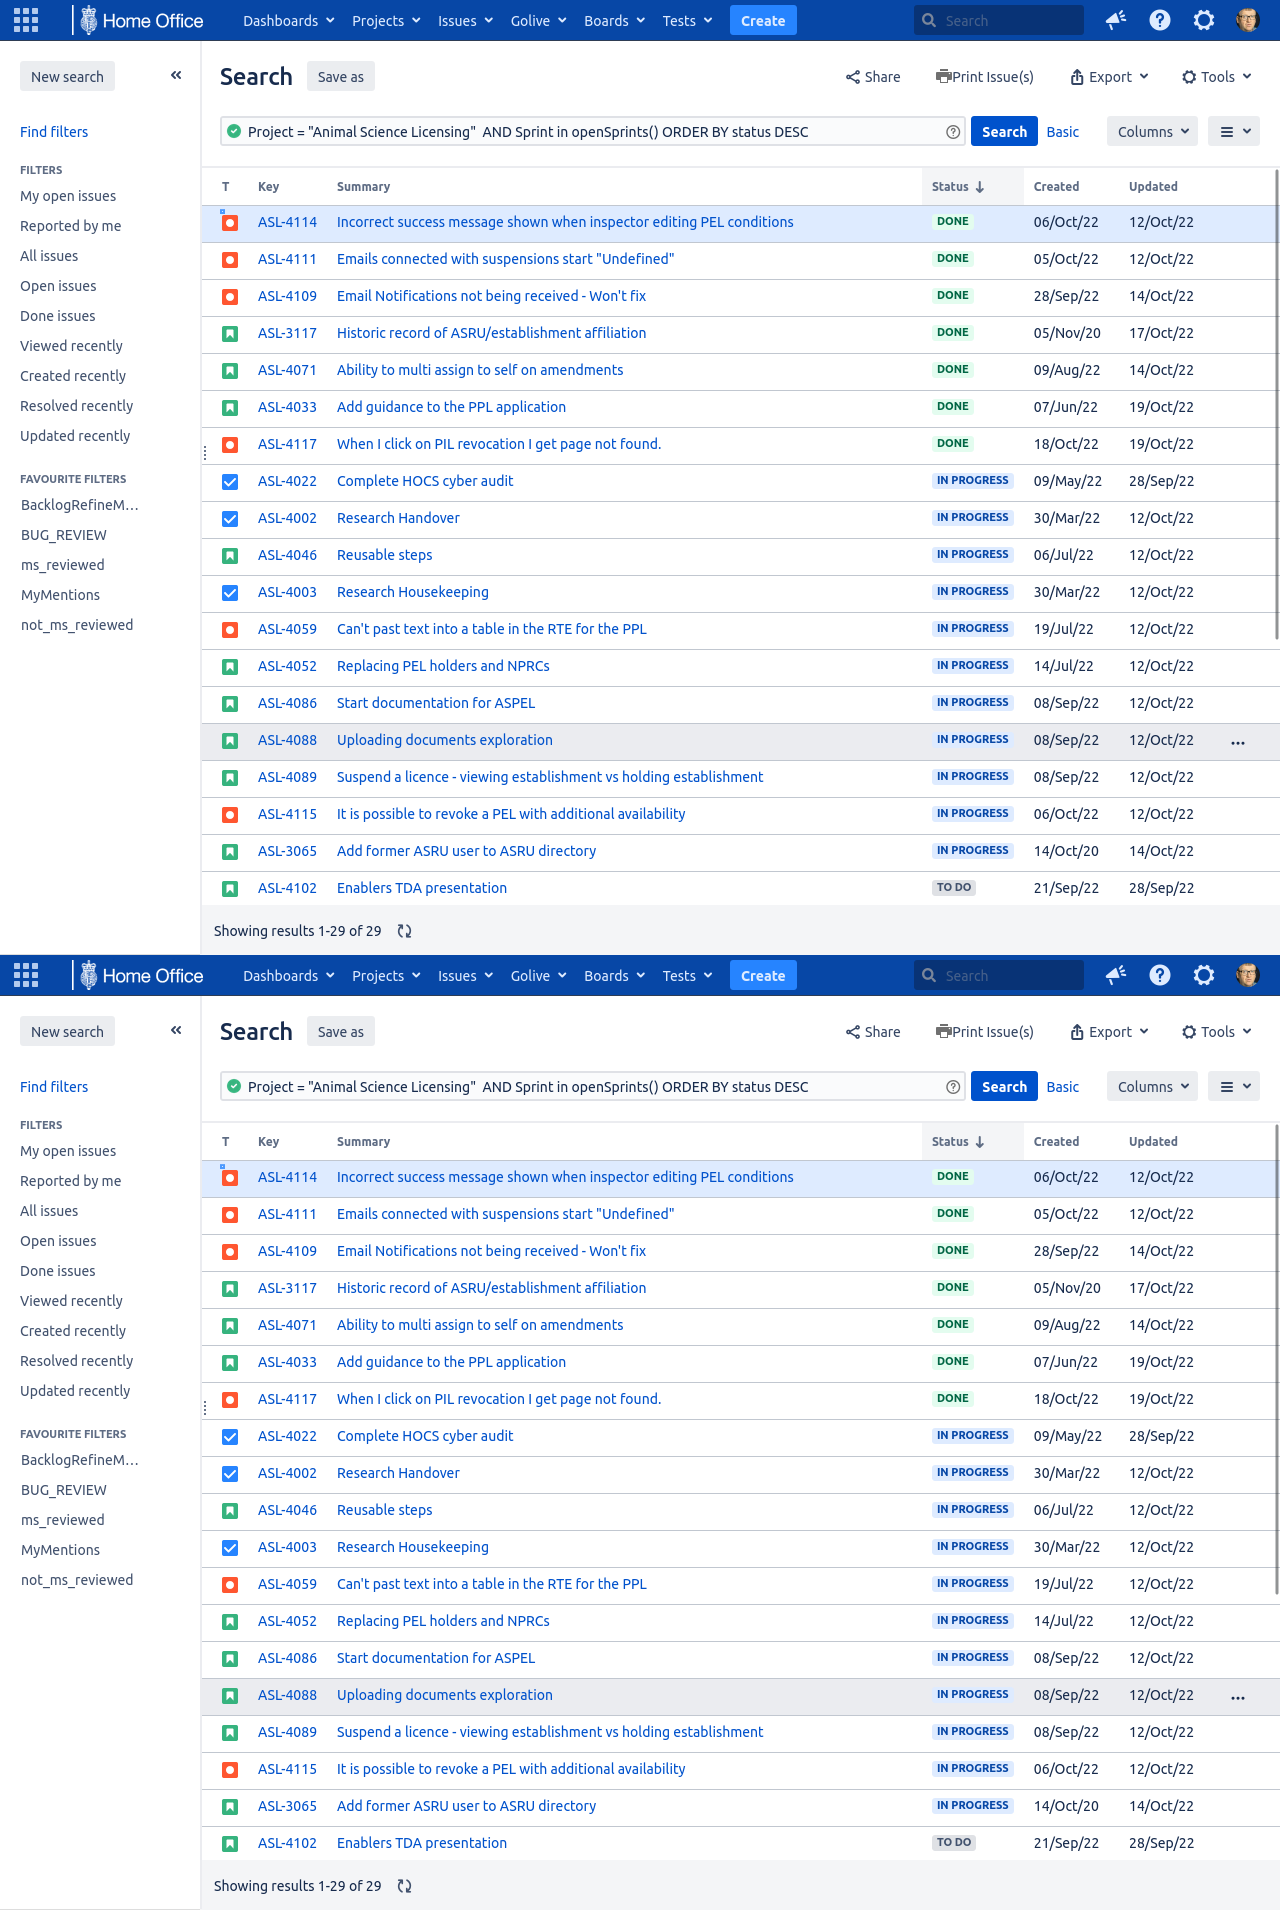 Home Office Dashboards Projects Issues Golive Boards Tests Create Search
New search
Search Save as Share Print Issue(s) Export Tools
Find filters
Project = "Animal Science Licensing"  AND Sprint in openSprints() ORDER BY status DESC Search Basic Columns
FILTERS
My open issues
Reported by me
All issues
Open issues
Done issues
Viewed recently
Created recently
Resolved recently
Updated recently
FAVOURITE FILTERS
BacklogRefineM...
BUG_REVIEW
ms_reviewed
MyMentions
not_ms_reviewed
T Key Summary Status Created Updated
ASL-4114 Incorrect success message shown when inspector editing PEL conditions DONE 06/Oct/22 12/Oct/22
ASL-4111 Emails connected with suspensions start "Undefined" DONE 05/Oct/22 12/Oct/22
ASL-4109 Email Notifications not being received - Won't fix DONE 28/Sep/22 14/Oct/22
ASL-3117 Historic record of ASRU/establishment affiliation DONE 05/Nov/20 17/Oct/22
ASL-4071 Ability to multi assign to self on amendments DONE 09/Aug/22 14/Oct/22
ASL-4033 Add guidance to the PPL application DONE 07/Jun/22 19/Oct/22
ASL-4117 When I click on PIL revocation I get page not found. DONE 18/Oct/22 19/Oct/22
ASL-4022 Complete HOCS cyber audit IN PROGRESS 09/May/22 28/Sep/22
ASL-4002 Research Handover IN PROGRESS 30/Mar/22 12/Oct/22
ASL-4046 Reusable steps IN PROGRESS 06/Jul/22 12/Oct/22
ASL-4003 Research Housekeeping IN PROGRESS 30/Mar/22 12/Oct/22
ASL-4059 Can't past text into a table in the RTE for the PPL IN PROGRESS 19/Jul/22 12/Oct/22
ASL-4052 Replacing PEL holders and NPRCs IN PROGRESS 14/Jul/22 12/Oct/22
ASL-4086 Start documentation for ASPEL IN PROGRESS 08/Sep/22 12/Oct/22
ASL-4088 Uploading documents exploration IN PROGRESS 08/Sep/22 12/Oct/22
ASL-4089 Suspend a licence - viewing establishment vs holding establishment IN PROGRESS 08/Sep/22 12/Oct/22
ASL-4115 It is possible to revoke a PEL with additional availability IN PROGRESS 06/Oct/22 12/Oct/22
ASL-3065 Add former ASRU user to ASRU directory IN PROGRESS 14/Oct/20 14/Oct/22
ASL-4102 Enablers TDA presentation TO DO 21/Sep/22 28/Sep/22
Showing results 1-29 of 29
Home Office Dashboards Projects Issues Golive Boards Tests Create Search
New search
Search Save as Share Print Issue(s) Export Tools
Find filters
Project = "Animal Science Licensing"  AND Sprint in openSprints() ORDER BY status DESC Search Basic Columns
FILTERS
My open issues
Reported by me
All issues
Open issues
Done issues
Viewed recently
Created recently
Resolved recently
Updated recently
FAVOURITE FILTERS
BacklogRefineM...
BUG_REVIEW
ms_reviewed
MyMentions
not_ms_reviewed
T Key Summary Status Created Updated
ASL-4114 Incorrect success message shown when inspector editing PEL conditions DONE 06/Oct/22 12/Oct/22
ASL-4111 Emails connected with suspensions start "Undefined" DONE 05/Oct/22 12/Oct/22
ASL-4109 Email Notifications not being received - Won't fix DONE 28/Sep/22 14/Oct/22
ASL-3117 Historic record of ASRU/establishment affiliation DONE 05/Nov/20 17/Oct/22
ASL-4071 Ability to multi assign to self on amendments DONE 09/Aug/22 14/Oct/22
ASL-4033 Add guidance to the PPL application DONE 07/Jun/22 19/Oct/22
ASL-4117 When I click on PIL revocation I get page not found. DONE 18/Oct/22 19/Oct/22
ASL-4022 Complete HOCS cyber audit IN PROGRESS 09/May/22 28/Sep/22
ASL-4002 Research Handover IN PROGRESS 30/Mar/22 12/Oct/22
ASL-4046 Reusable steps IN PROGRESS 06/Jul/22 12/Oct/22
ASL-4003 Research Housekeeping IN PROGRESS 30/Mar/22 12/Oct/22
ASL-4059 Can't past text into a table in the RTE for the PPL IN PROGRESS 19/Jul/22 12/Oct/22
ASL-4052 Replacing PEL holders and NPRCs IN PROGRESS 14/Jul/22 12/Oct/22
ASL-4086 Start documentation for ASPEL IN PROGRESS 08/Sep/22 12/Oct/22
ASL-4088 Uploading documents exploration IN PROGRESS 08/Sep/22 12/Oct/22
ASL-4089 Suspend a licence - viewing establishment vs holding establishment IN PROGRESS 08/Sep/22 12/Oct/22
ASL-4115 It is possible to revoke a PEL with additional availability IN PROGRESS 06/Oct/22 12/Oct/22
ASL-3065 Add former ASRU user to ASRU directory IN PROGRESS 14/Oct/20 14/Oct/22
ASL-4102 Enablers TDA presentation TO DO 21/Sep/22 28/Sep/22
Showing results 1-29 of 29